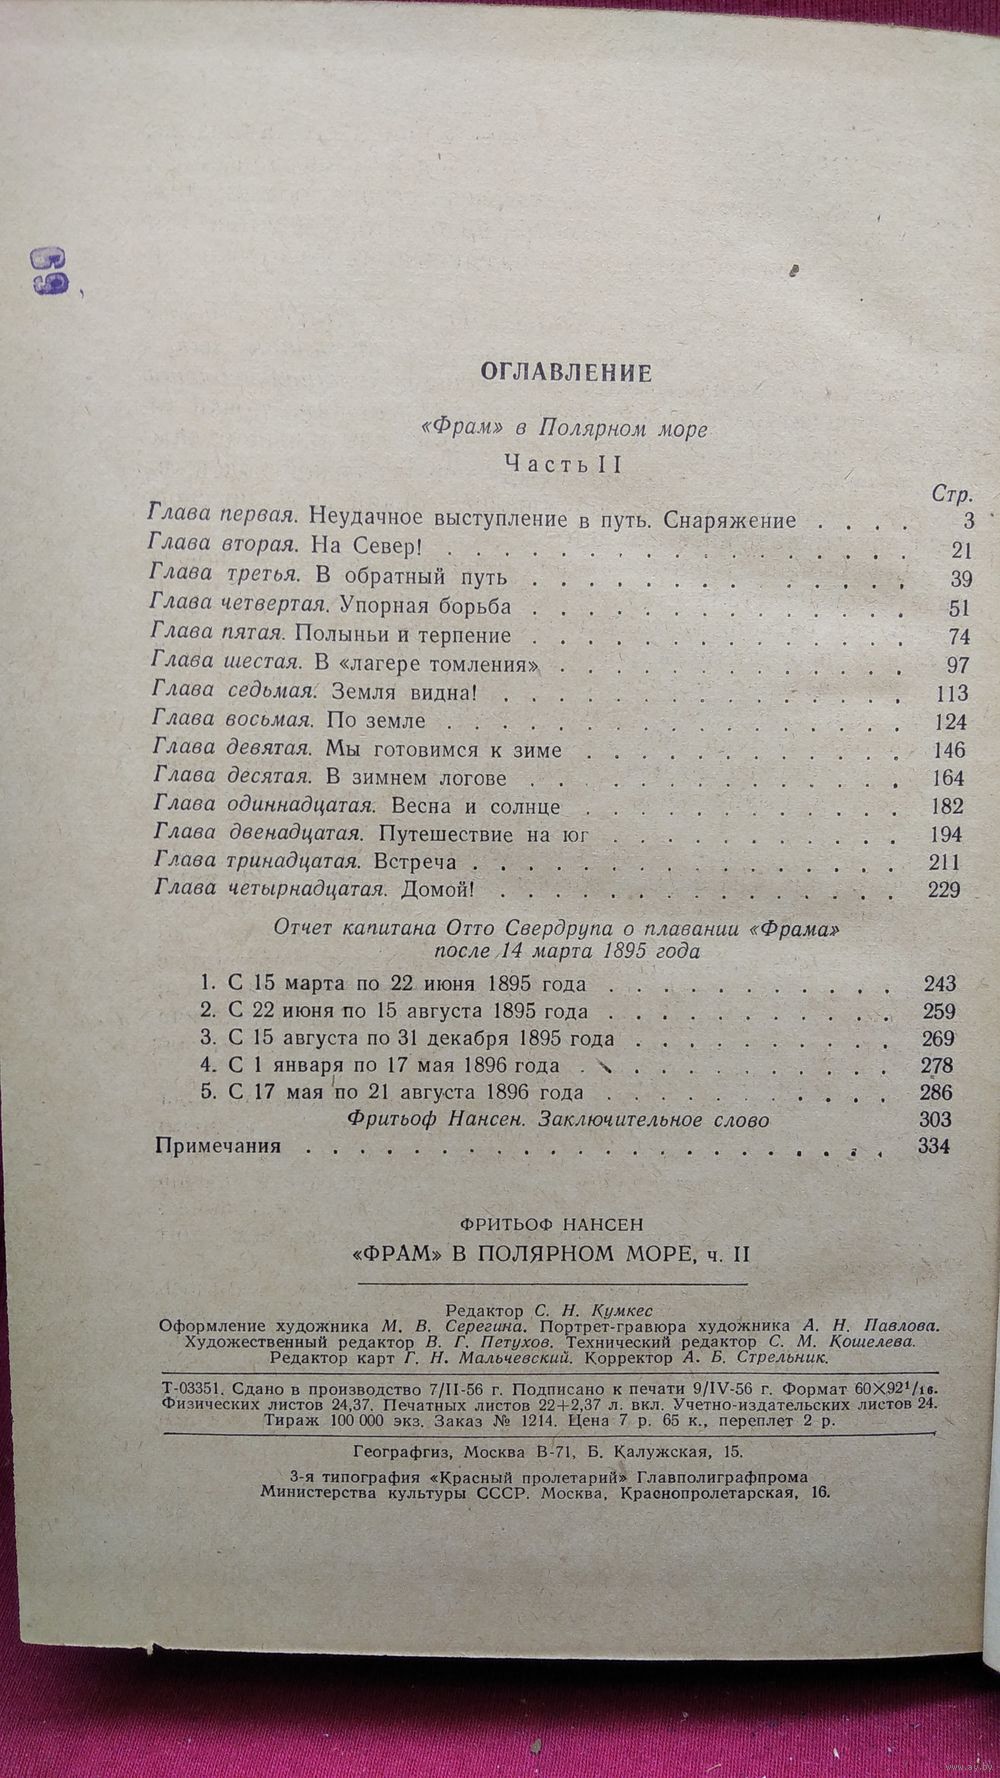 69
ОГЛАВЛЕНИЕ
«Фрам» в Полярном море
Часть II
Стр.
Глава первая. Неудачное выступление в путь. Снаряжение . . . . 3
Глава вторая. На Север! . . . . . . . . . . . . . . . . . 21
Глава третья. В обратный путь . . . . . . . . . . . . . . 39
Глава четвертая. Упорная борьба . . . . . . . . . . . . . 51
Глава пятая. Полыньи и терпение . . . . . . . . . . . . . 74
Глава шестая. В «лагере томления» . . . . . . . . . . . . 97
Глава седьмая. Земля видна! . . . . . . . . . . . . . . . 113
Глава восьмая. По земле . . . . . . . . . . . . . . . . . 124
Глава девятая. Мы готовимся к зиме . . . . . . . . . . . . 146
Глава десятая. В зимнем логове . . . . . . . . . . . . . . 164
Глава одиннадцатая. Весна и солнце . . . . . . . . . . . . 182
Глава двенадцатая. Путешествие на юг . . . . . . . . . . . 194
Глава тринадцатая. Встреча . . . . . . . . . . . . . . . . 211
Глава четырнадцатая. Домой! . . . . . . . . . . . . . . . 229
Отчет капитана Отто Свердрупа о плавании «Фрама»
после 14 марта 1895 года
1. С 15 марта по 22 июня 1895 года . . . . . . . . . . . 243
2. С 22 июня по 15 августа 1895 года . . . . . . . . . . . 259
3. С 15 августа по 31 декабря 1895 года . . . . . . . . . . 269
4. С 1 января по 17 мая 1896 года . . . . . . . . . . . . 278
5. С 17 мая по 21 августа 1896 года . . . . . . . . . . . 286
Фритьоф Нансен. Заключительное слово 303
Примечания . . . . . . . . . . . . . . . . . . . . . . 334
ФРИТЬОФ НАНСЕН
«ФРАМ» В ПОЛЯРНОМ МОРЕ, ч. II
Редактор С. Н. Кумкес
Оформление художника М. В. Серегина. Портрет-гравюра художника А. Н. Павлова.
Художественный редактор В. Г. Петухов. Технический редактор С. М. Кошелева.
Редактор карт Г. Н. Мальчевский. Корректор А. Б. Стрельник.
Т-03351. Сдано в производство 7/II-56 г. Подписано к печати 9/IV-56 г. Формат 60×92¹/₁₆.
Физических листов 24,37. Печатных листов 22+2,37 л. вкл. Учетно-издательских листов 24.
Тираж 100 000 экз. Заказ № 1214. Цена 7 р. 65 к., переплет 2 р.
Географгиз, Москва В-71, Б. Калужская, 15.
3-я типография «Красный пролетарий» Главполиграфпрома
Министерства культуры СССР. Москва, Краснопролетарская, 16.
www.ay.by